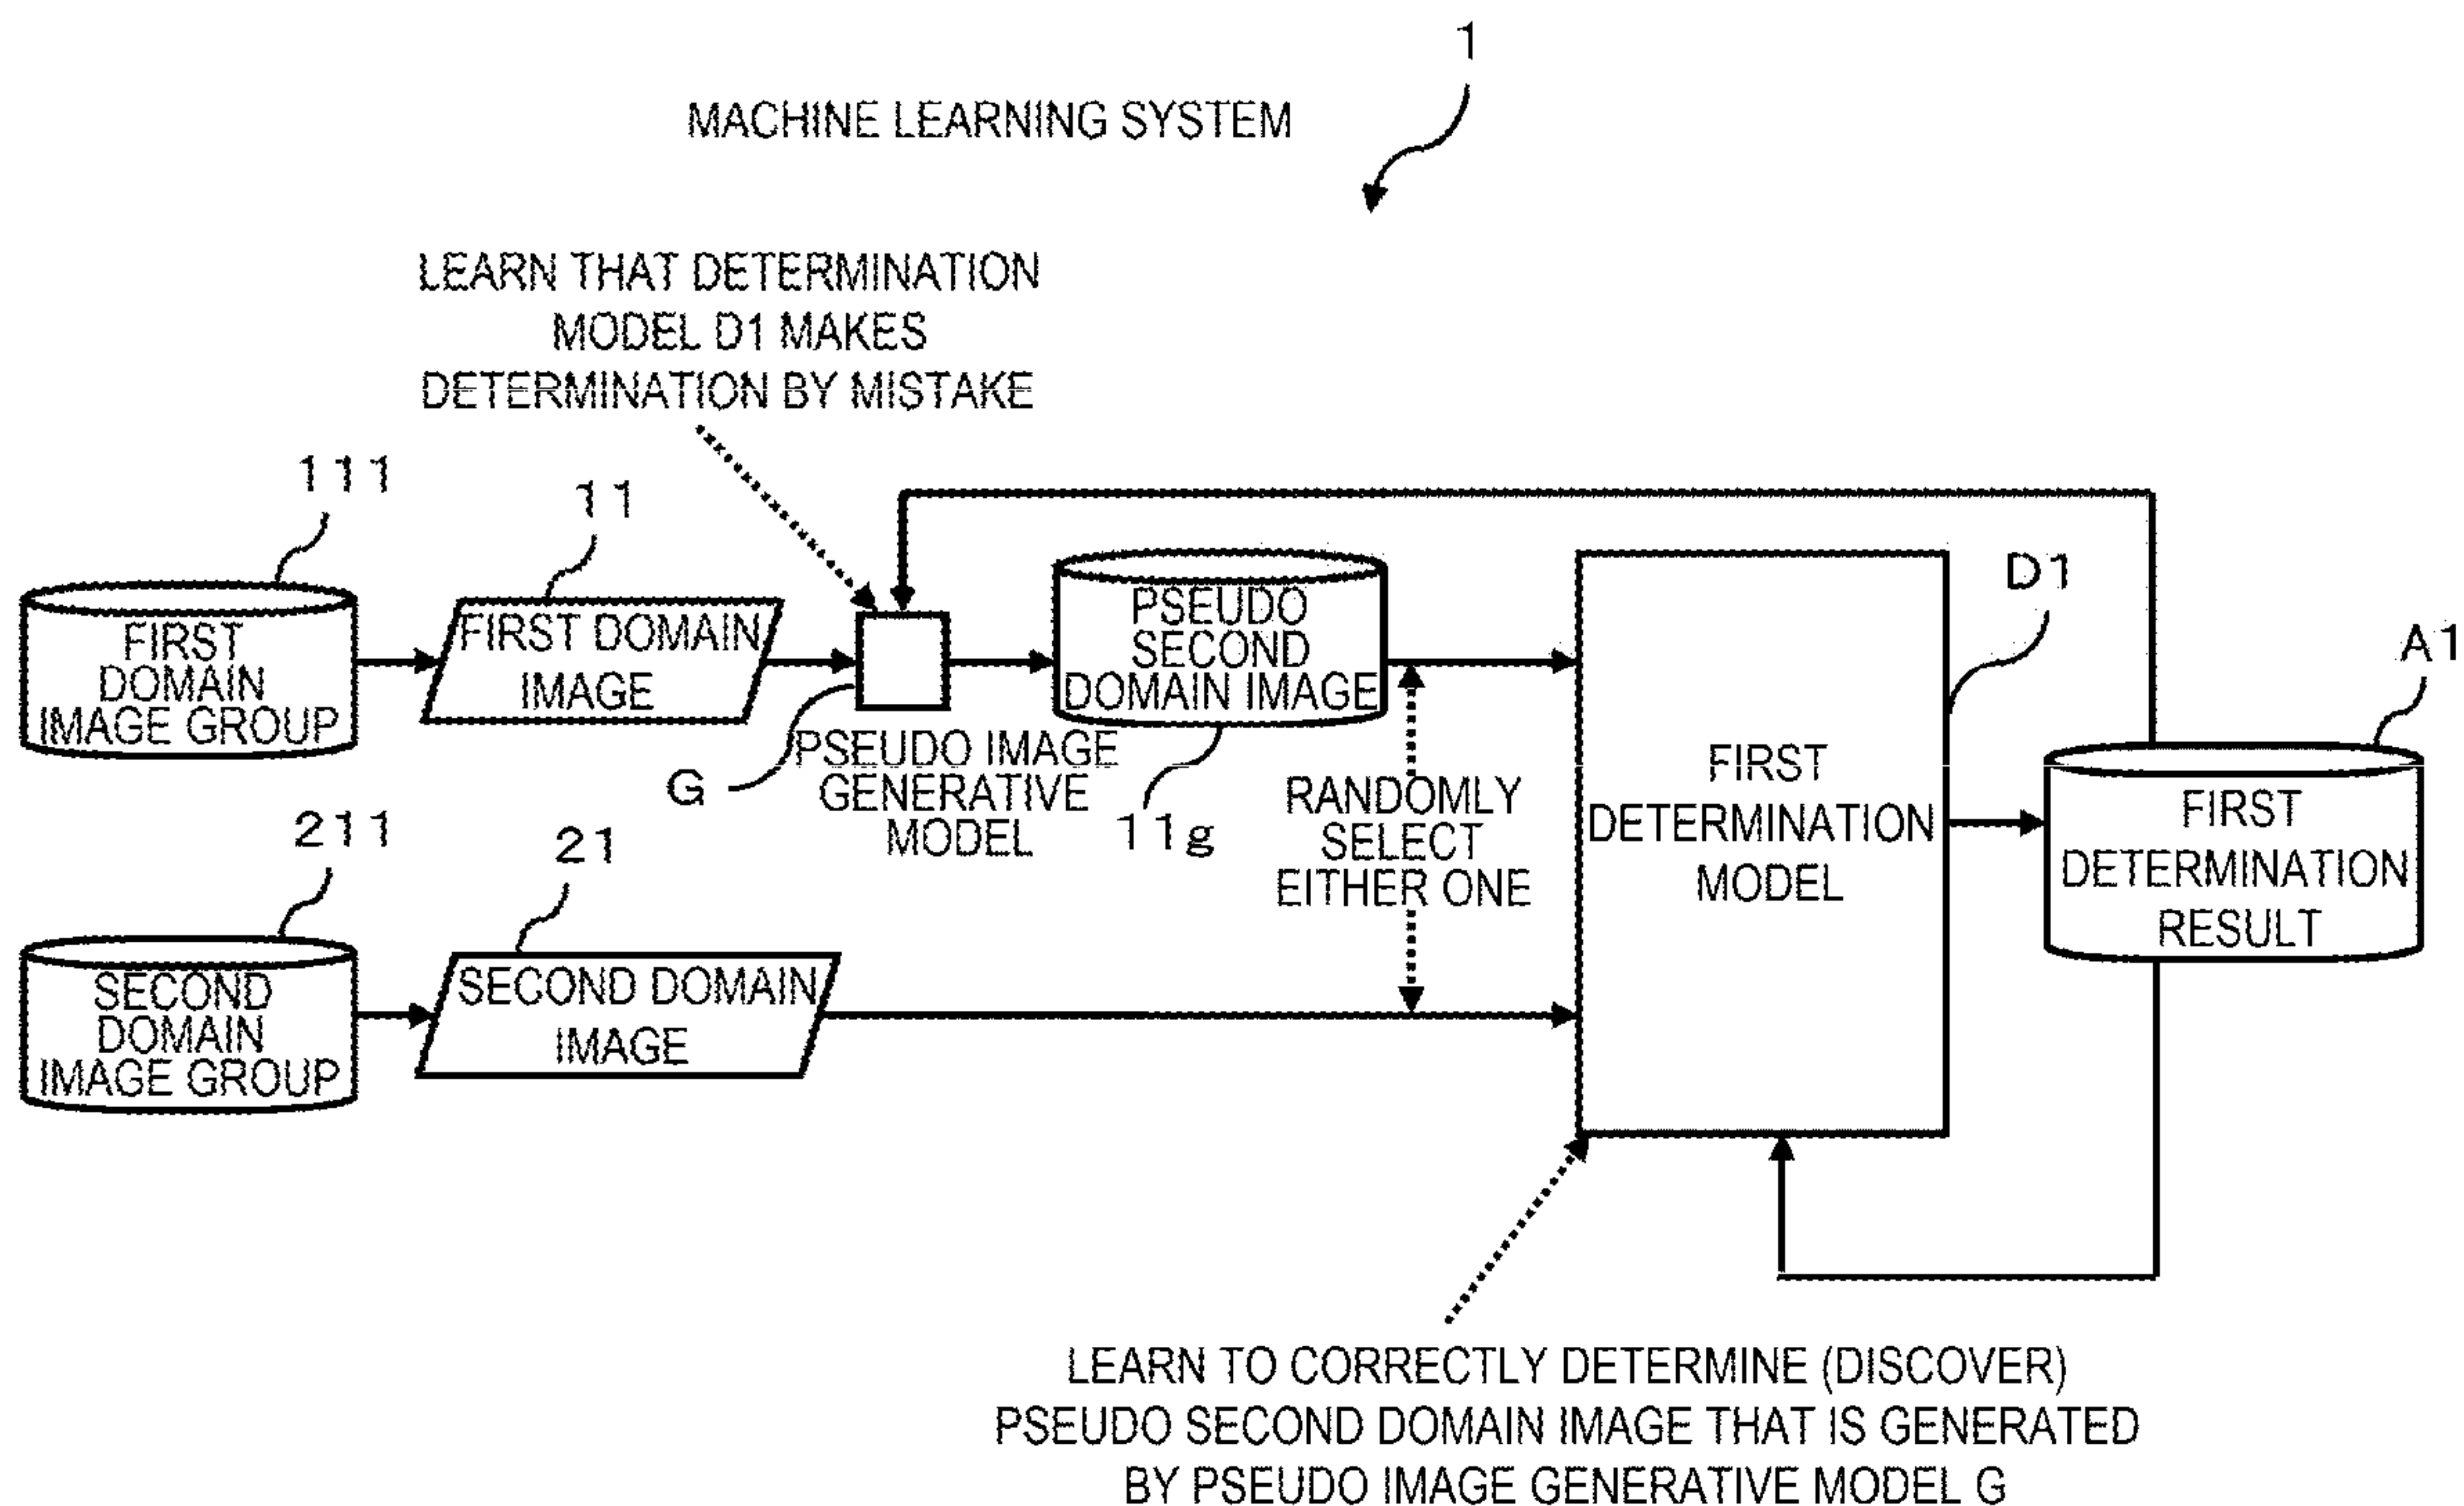 1
MACHINE LEARNING SYSTEM
LEARN THAT DETERMINATION
MODEL D1 MAKES
DETERMINATION BY MISTAKE
111
11
FIRST
DOMAIN
IMAGE GROUP
FIRST DOMAIN
IMAGE
G
PSEUDO IMAGE
GENERATIVE
MODEL
PSEUDO
SECOND
DOMAIN IMAGE
11g
RANDOMLY
SELECT
EITHER ONE
D1
FIRST
DETERMINATION
MODEL
A1
FIRST
DETERMINATION
RESULT
211
21
SECOND
DOMAIN
IMAGE GROUP
SECOND DOMAIN
IMAGE
LEARN TO CORRECTLY DETERMINE (DISCOVER)
PSEUDO SECOND DOMAIN IMAGE THAT IS GENERATED
BY PSEUDO IMAGE GENERATIVE MODEL G